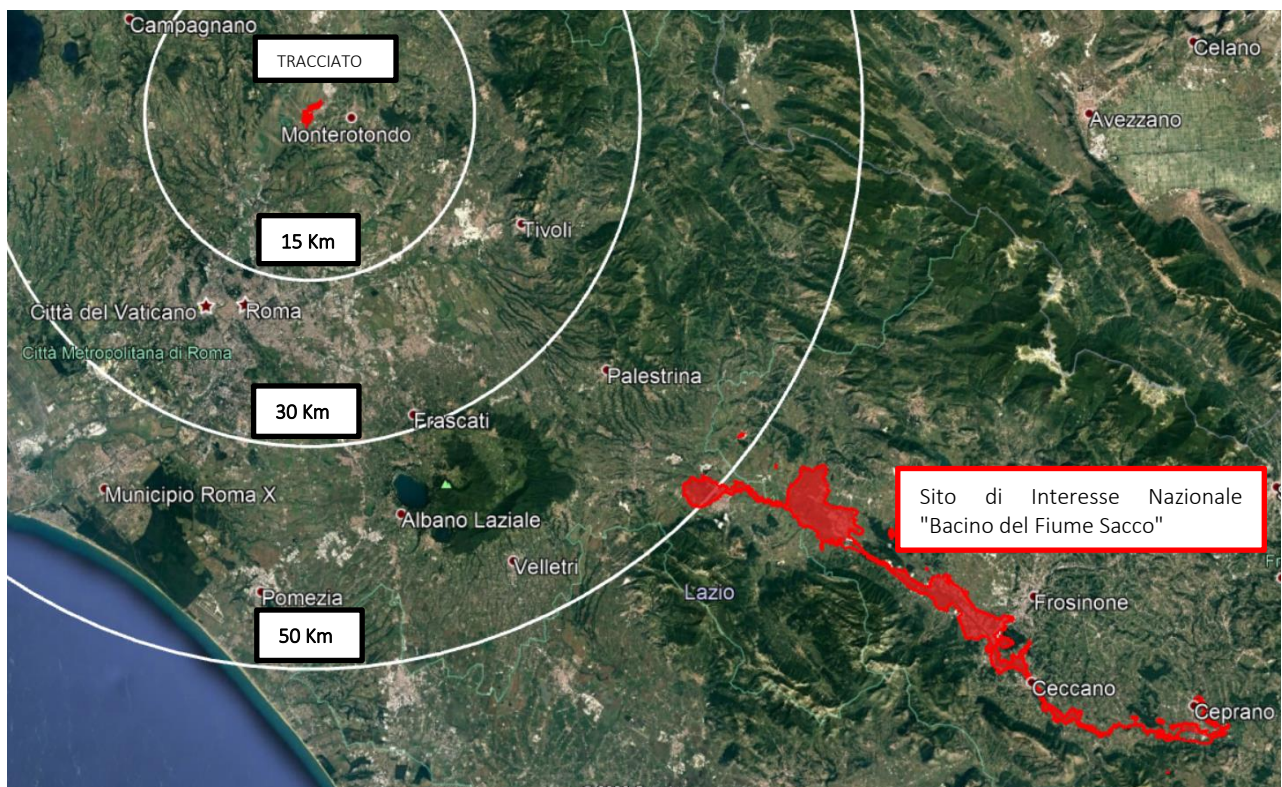 Campagnano
TRACCIATO
Celano
Avezzano
Monterotondo
Tivoli
15 Km
Città del Vaticano
Roma
Città Metropolitana di Roma
Palestrina
30 Km
Frascati
Municipio Roma X
Sito di Interesse Nazionale
"Bacino del Fiume Sacco"
Albano Laziale
Velletri
Lazio
Pomezia
Frosinone
50 Km
Ceccano
Ceprano